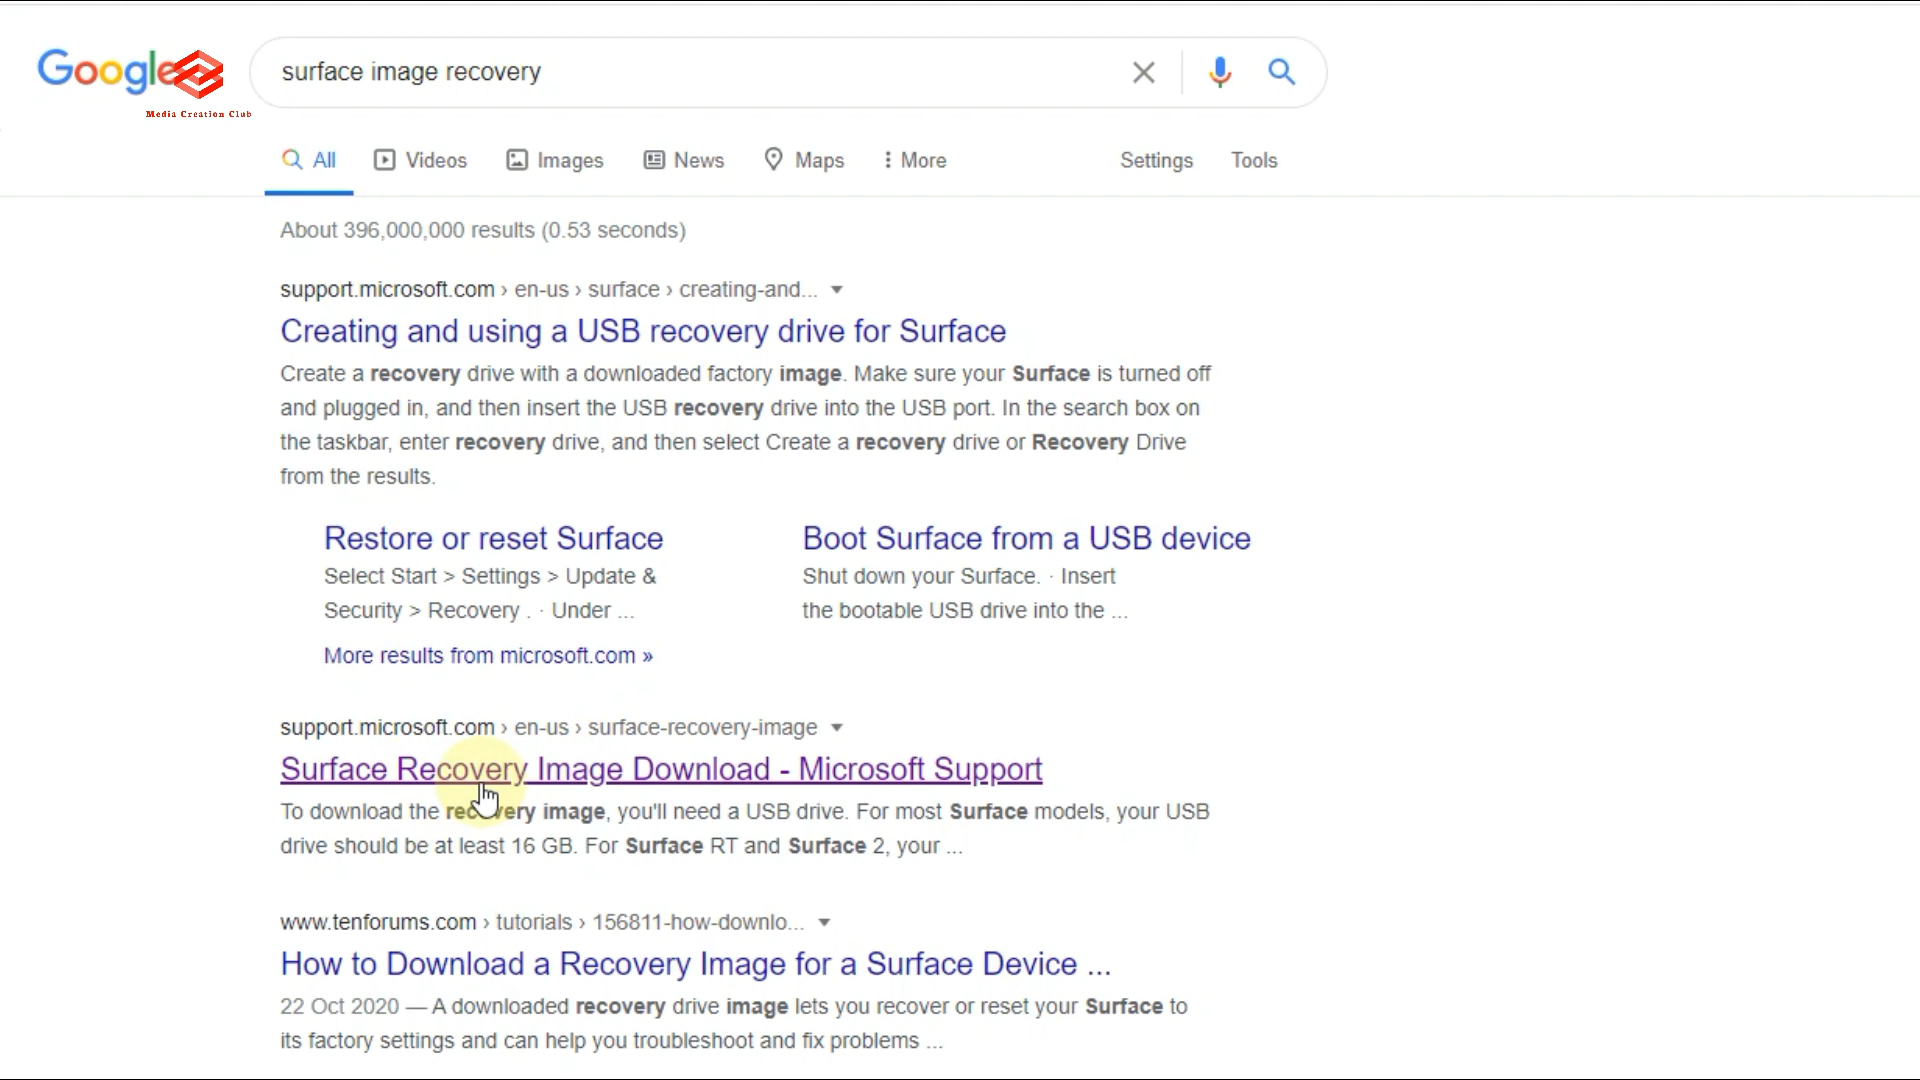 Google
Media Creation Club
surface image recovery
All Videos Images News Maps More Settings Tools
About 396,000,000 results (0.53 seconds)
support.microsoft.com › en-us › surface › creating-and...
Creating and using a USB recovery drive for Surface
Create a recovery drive with a downloaded factory image. Make sure your Surface is turned off
and plugged in, and then insert the USB recovery drive into the USB port. In the search box on
the taskbar, enter recovery drive, and then select Create a recovery drive or Recovery Drive
from the results.
Restore or reset Surface
Select Start > Settings > Update &
Security > Recovery . · Under ...
Boot Surface from a USB device
Shut down your Surface. · Insert
the bootable USB drive into the ...
More results from microsoft.com »
support.microsoft.com › en-us › surface-recovery-image
Surface Recovery Image Download - Microsoft Support
To download the recovery image, you'll need a USB drive. For most Surface models, your USB
drive should be at least 16 GB. For Surface RT and Surface 2, your ...
www.tenforums.com › tutorials › 156811-how-downlo...
How to Download a Recovery Image for a Surface Device ...
22 Oct 2020 — A downloaded recovery drive image lets you recover or reset your Surface to
its factory settings and can help you troubleshoot and fix problems ...